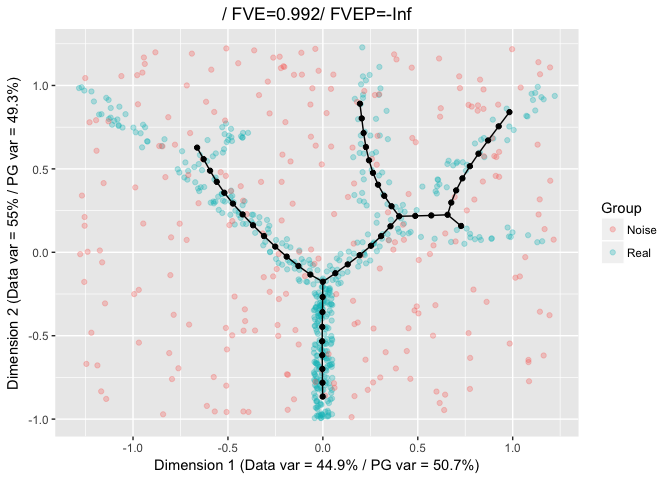 / FVE=0.992/ FVEP=-Inf
Dimension 2 (Data var = 55% / PG var = 49.3%)
1.0
0.5
0.0
-0.5
-1.0
-1.0 -0.5 0.0 0.5 1.0
Dimension 1 (Data var = 44.9% / PG var = 50.7%)
Group
Noise
Real